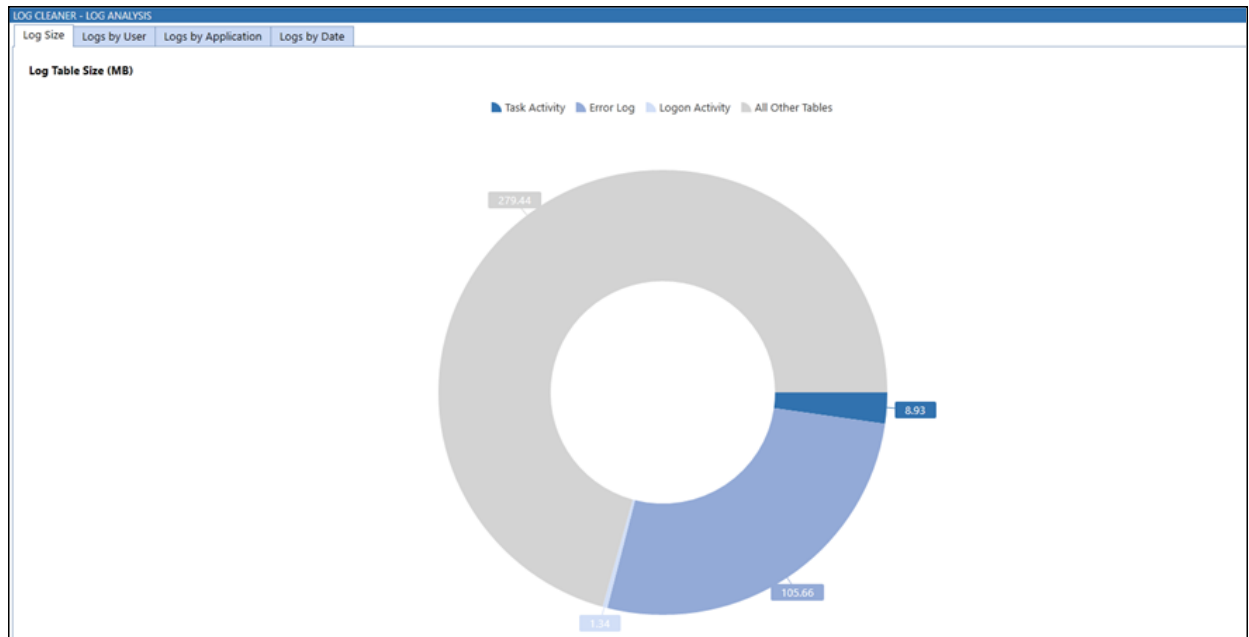 LOG CLEANER - LOG ANALYSIS
Log Size Logs by User Logs by Application Logs by Date
Log Table Size (MB)
Task Activity Error Log Logon Activity All Other Tables
279.44
8.93
105.66
1.34